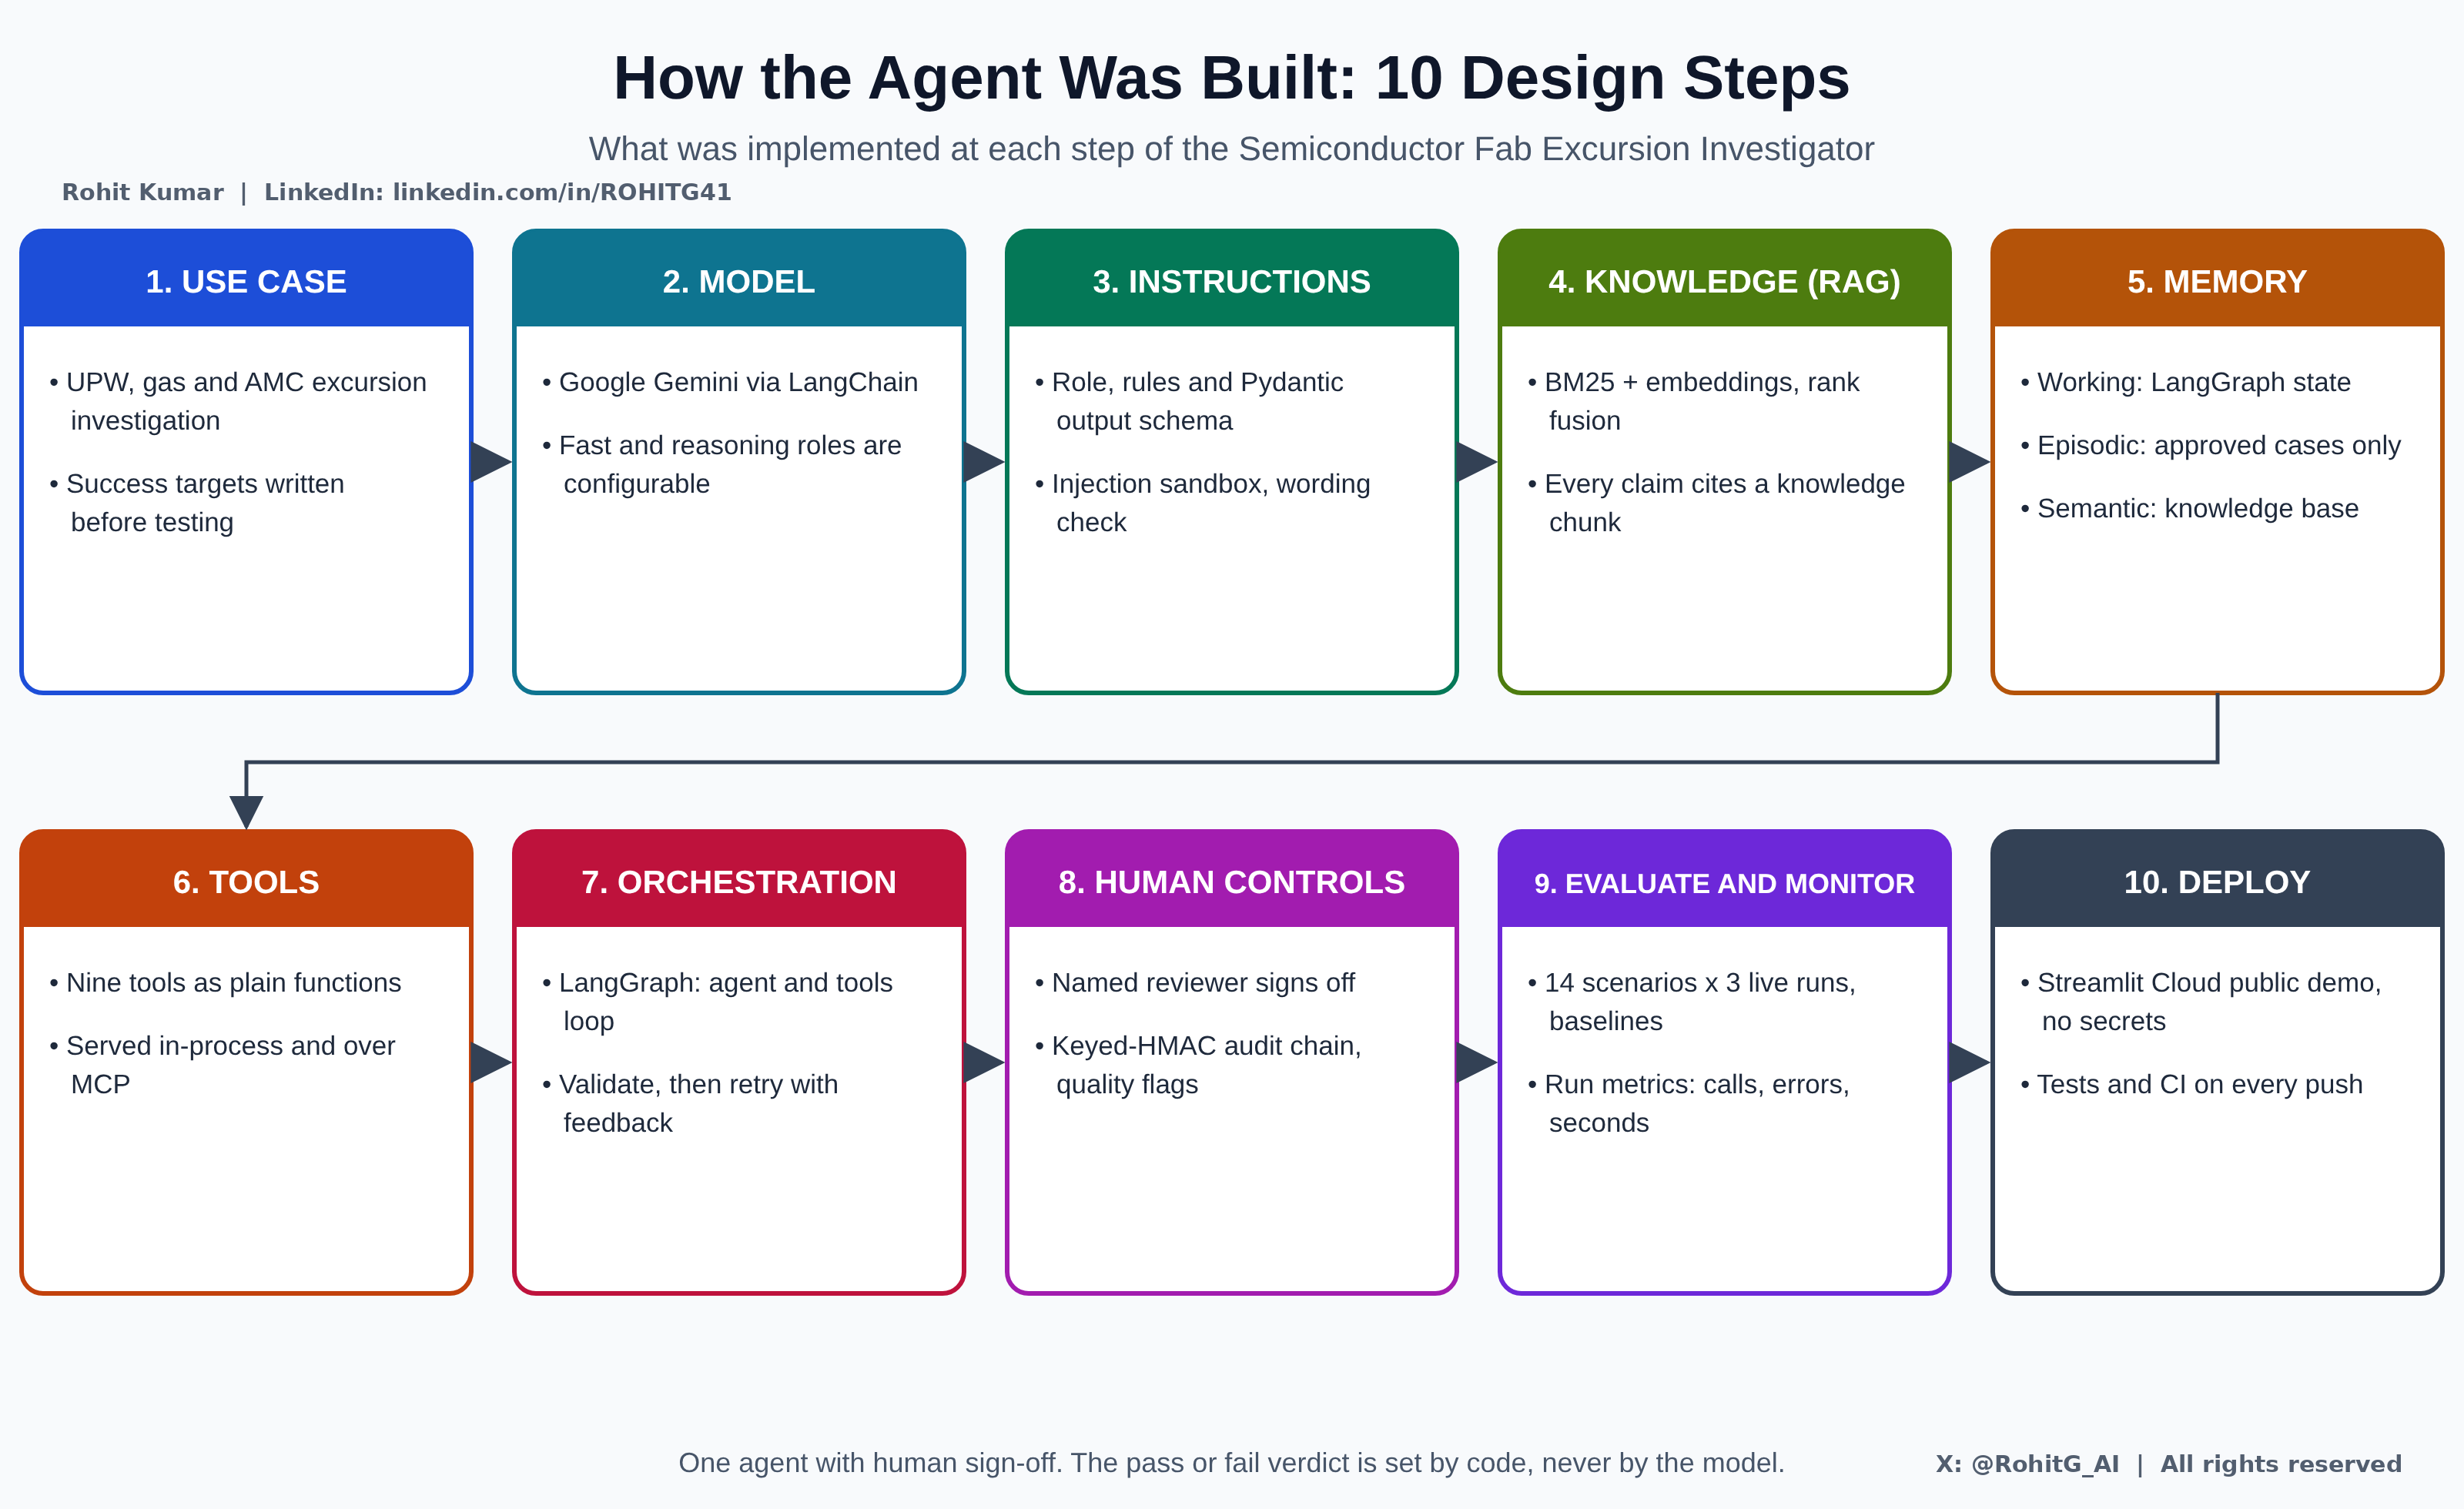 How the Agent Was Built: 10 Design Steps
What was implemented at each step of the Semiconductor Fab Excursion Investigator
Rohit Kumar | LinkedIn: linkedin.com/in/ROHITG41
1. USE CASE
• UPW, gas and AMC excursion
investigation
• Success targets written
before testing
2. MODEL
• Google Gemini via LangChain
• Fast and reasoning roles are
configurable
3. INSTRUCTIONS
• Role, rules and Pydantic
output schema
• Injection sandbox, wording
check
4. KNOWLEDGE (RAG)
• BM25 + embeddings, rank
fusion
• Every claim cites a knowledge
chunk
5. MEMORY
• Working: LangGraph state
• Episodic: approved cases only
• Semantic: knowledge base
6. TOOLS
• Nine tools as plain functions
• Served in-process and over
MCP
7. ORCHESTRATION
• LangGraph: agent and tools
loop
• Validate, then retry with
feedback
8. HUMAN CONTROLS
• Named reviewer signs off
• Keyed-HMAC audit chain,
quality flags
9. EVALUATE AND MONITOR
• 14 scenarios x 3 live runs,
baselines
• Run metrics: calls, errors,
seconds
10. DEPLOY
• Streamlit Cloud public demo,
no secrets
• Tests and CI on every push
One agent with human sign-off. The pass or fail verdict is set by code, never by the model.
X: @RohitG_AI | All rights reserved